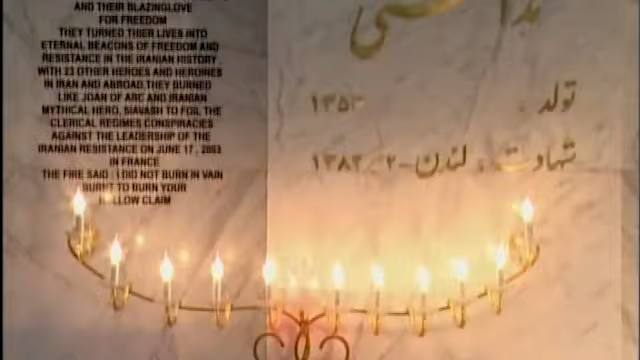 AND THEIR BLAZINGLOVE
FOR FREEDOM
THEY TURNED THIER LIVES INTO
ETERNAL BEACONS OF FREEDOM AND
RESISTANCE IN THE IRANIAN HISTORY.
WITH 23 OTHER HEROES AND HEROINES
IN IRAN AND ABROAD,THEY BURNED
LIKE JOAN OF ARC AND IRANIAN
MYTHICAL HERO, SIAVASH TO FOIL THE
CLERICAL REGIMES CONSPIRACIES
AGAINST THE LEADERSHIP OF THE
IRANIAN RESISTANCE ON JUNE 17, 2003
IN FRANCE
THE FIRE SAID : I DID NOT BURN IN VAIN
BURNT TO BURN YOUR
CLAIM
تولد :
شهادت : لندن